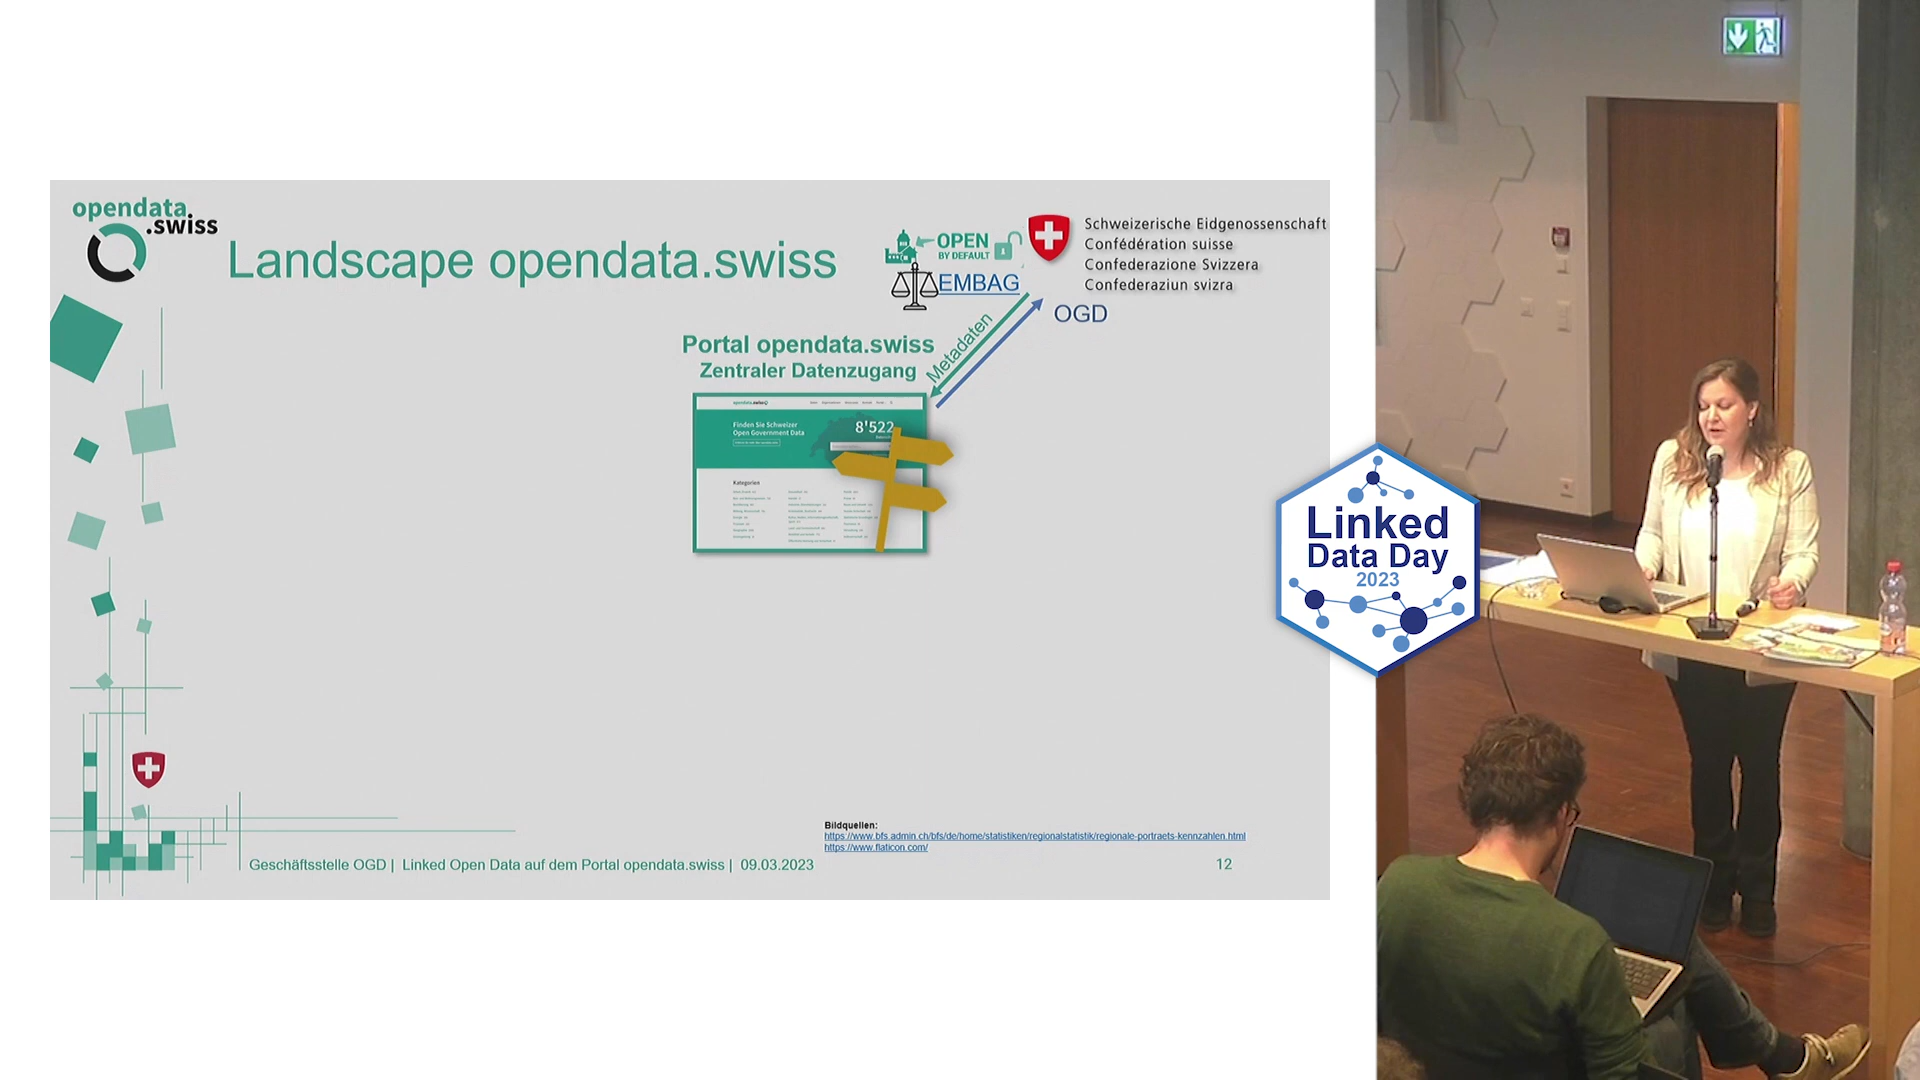 opendata
.swiss
Landscape opendata.swiss
OPEN
BY DEFAULT
EMBAG
Schweizerische Eidgenossenschaft
Confédération suisse
Confederazione Svizzera
Confederaziun svizra
OGD
Metadaten
Portal opendata.swiss
Zentraler Datenzugang
opendata.swiss
Finden Sie Schweizer
Open Government Data
8'522
Kategorien
Linked
Data Day
2023
Bildquellen:
https://www.bfs.admin.ch/bfs/de/home/statistiken/regionalstatistik/regionale-portraets-kennzahlen.html
https://www.flaticon.com/
Geschäftsstelle OGD | Linked Open Data auf dem Portal opendata.swiss | 09.03.2023
12